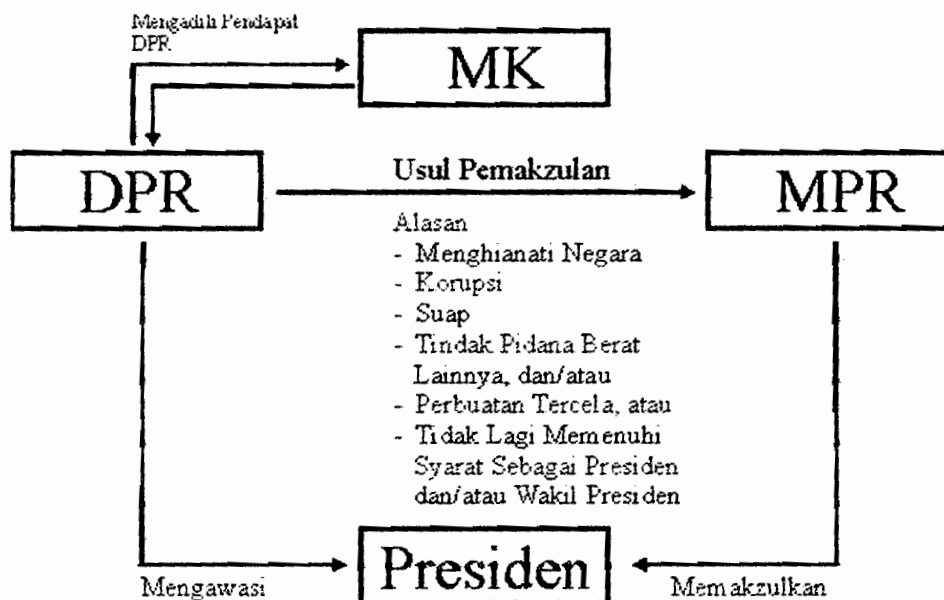 Mengadili Pendapat
DPR
MK
DPR
Usul Pemakzulan
MPR
Alasan
- Menghianati Negara
- Korupsi
- Suap
- Tindak Pidana Berat
Lainnya, dan/atau
- Perbuatan Tercela, atau
- Tidak Lagi Memenuhi
Syarat Sebagai Presiden
dan/atau Wakil Presiden
Mengawasi
Presiden
Memakzulkan